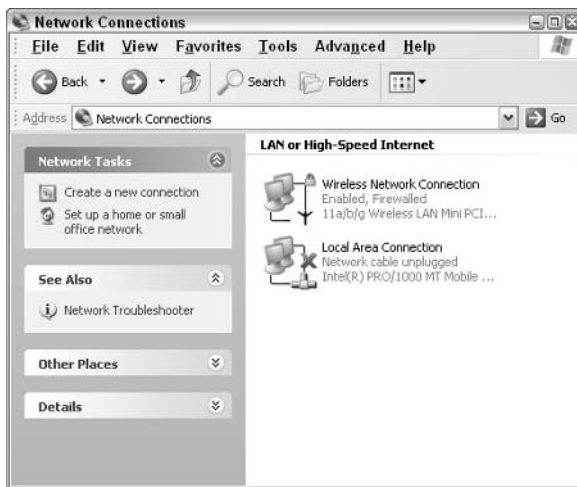 Network Connections
File Edit View Favorites Tools Advanced Help
Back Search Folders
Address Network Connections Go
Network Tasks
Create a new connection
Set up a home or small
office network
See Also
Network Troubleshooter
Other Places
Details
LAN or High-Speed Internet
Wireless Network Connection
Enabled, Firewalled
11a/b/g Wireless LAN Mini PCI...
Local Area Connection
Network cable unplugged
Intel(R) PRO/1000 MT Mobile ...